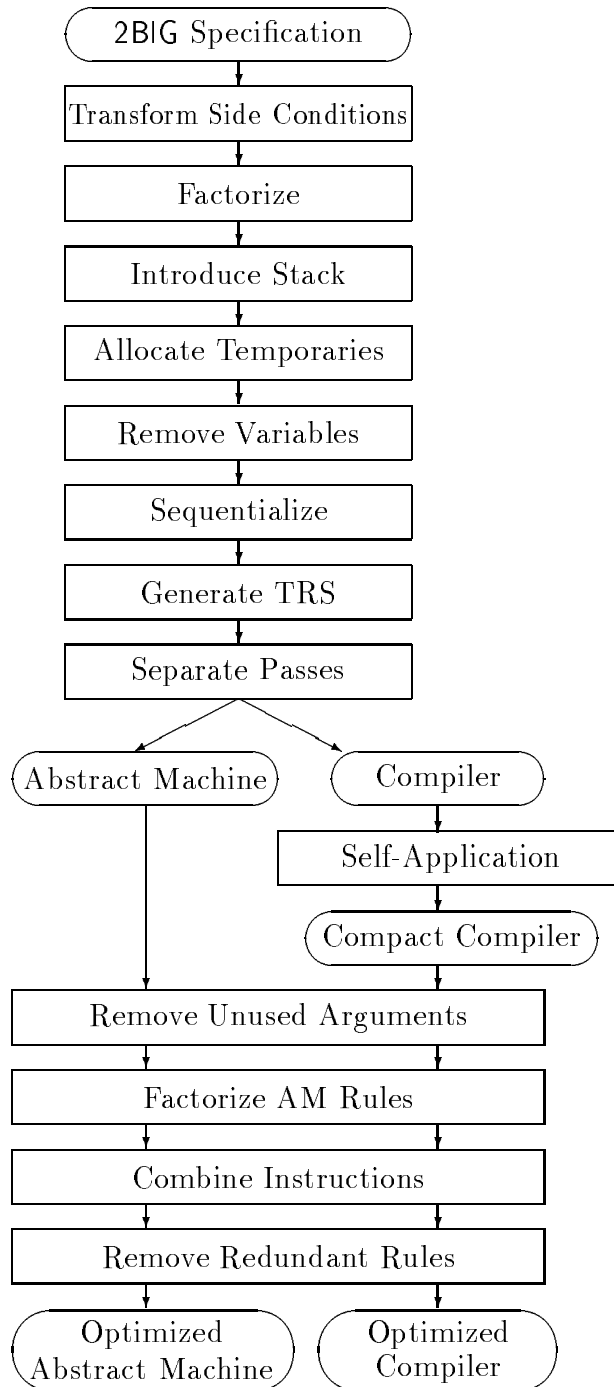 2BIG Specification
Transform Side Conditions
Factorize
Introduce Stack
Allocate Temporaries
Remove Variables
Sequentialize
Generate TRS
Separate Passes
Abstract Machine
Compiler
Self-Application
Compact Compiler
Remove Unused Arguments
Factorize AM Rules
Combine Instructions
Remove Redundant Rules
Optimized
Abstract Machine
Optimized
Compiler